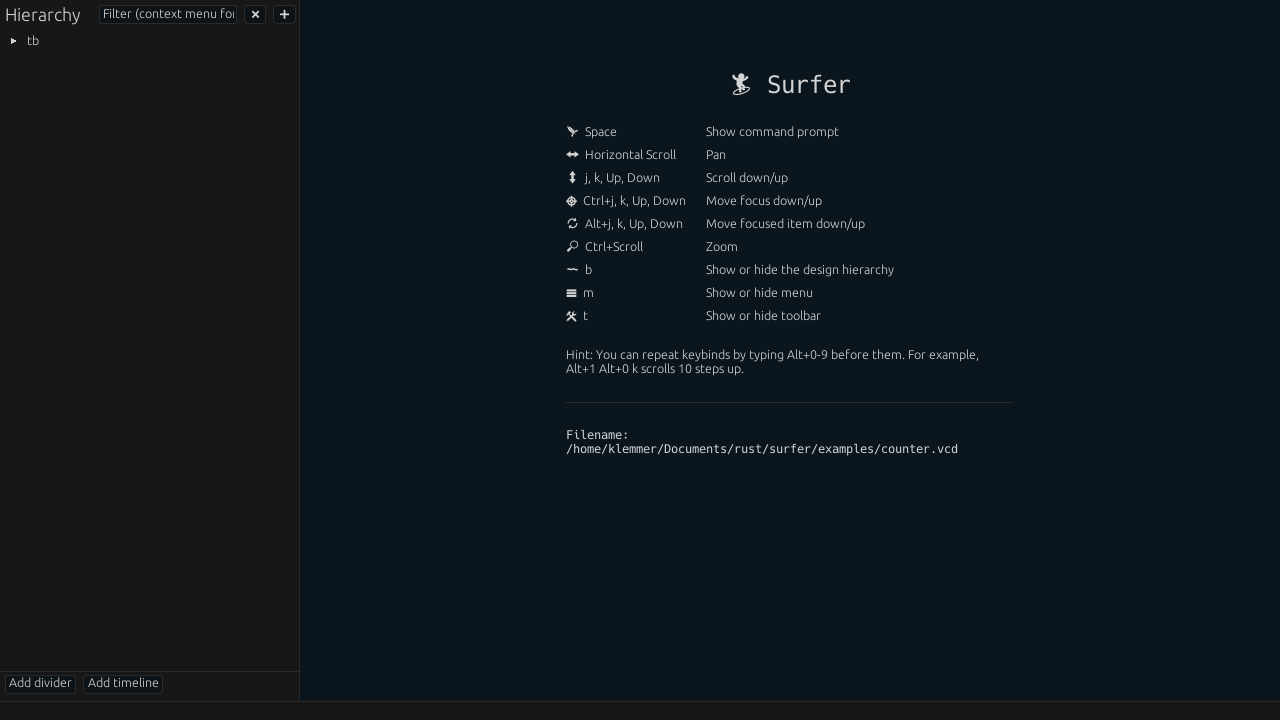 Hierarchy
Filter (context menu for
tb
Surfer
Space Show command prompt
Horizontal Scroll Pan
j, k, Up, Down Scroll down/up
Ctrl+j, k, Up, Down Move focus down/up
Alt+j, k, Up, Down Move focused item down/up
Ctrl+Scroll Zoom
b Show or hide the design hierarchy
m Show or hide menu
t Show or hide toolbar
Hint: You can repeat keybinds by typing Alt+0-9 before them. For example,
Alt+1 Alt+0 k scrolls 10 steps up.
Filename:
/home/klemmer/Documents/rust/surfer/examples/counter.vcd
Add divider Add timeline